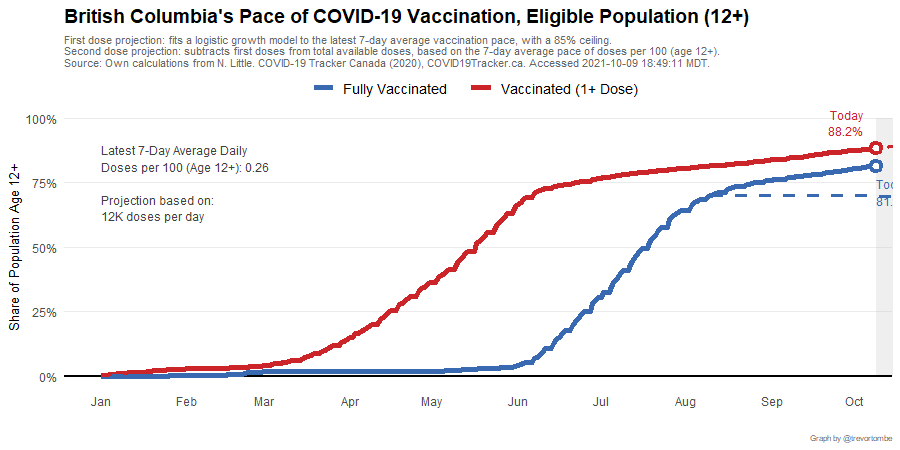 British Columbia's Pace of COVID-19 Vaccination, Eligible Population (12+)
First dose projection: fits a logistic growth model to the latest 7-day average vaccination pace, with a 85% ceiling.
Second dose projection: subtracts first doses from total available doses, based on the 7-day average pace of doses per 100 (age 12+).
Source: Own calculations from N. Little. COVID-19 Tracker Canada (2020), COVID19Tracker.ca. Accessed 2021-10-09 18:49:11 MDT.
Fully Vaccinated
Vaccinated (1+ Dose)
Today
88.2%
100%
Latest 7-Day Average Daily
Doses per 100 (Age 12+): 0.26
75%
Toc
81.
Projection based on:
12K doses per day
50%
25%
0%
Share of Population Age 12+
Jan Feb Mar Apr May Jun Jul Aug Sep Oct
Graph by @trevortombe